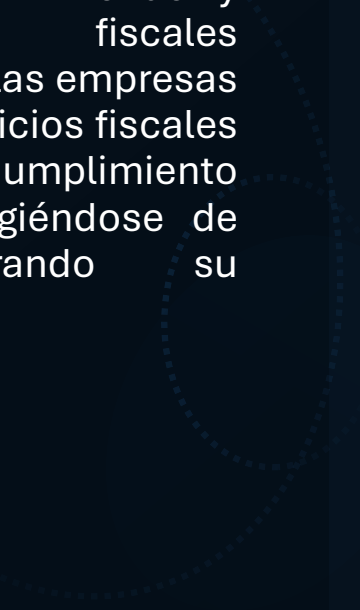 fiscales
las empresas
icios fiscales
umplimiento
giéndose de
rando su